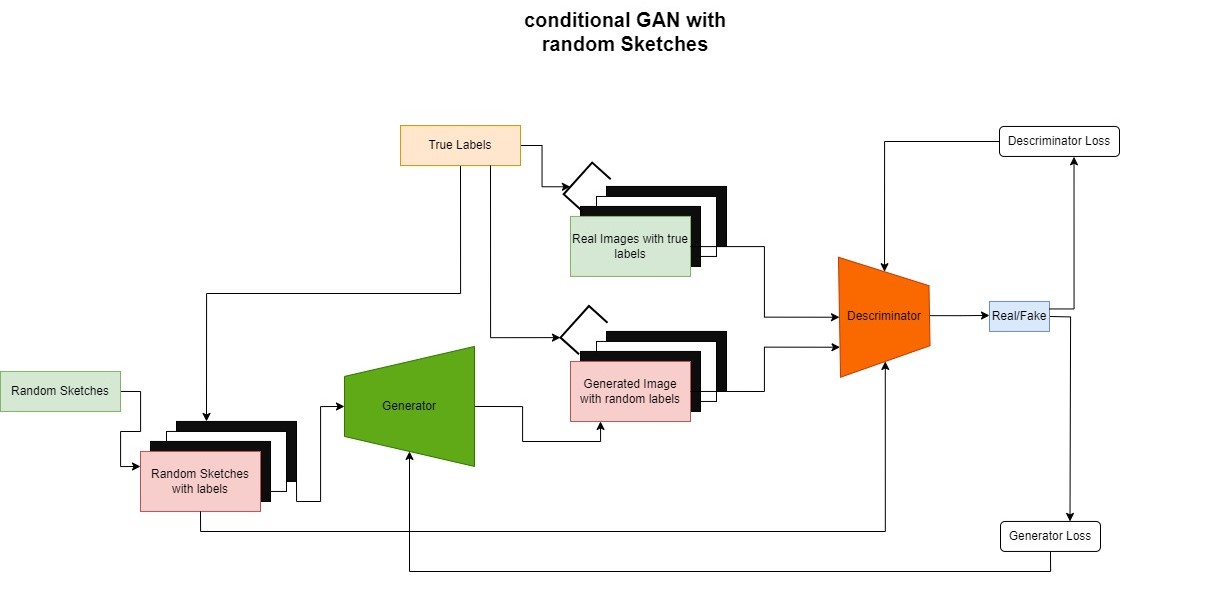 conditional GAN with
random Sketches
True Labels
Descriminator Loss
Real Images with true
labels
Descriminator
Real/Fake
Random Sketches
Generator
Generated Image
with random labels
Random Sketches
with labels
Generator Loss